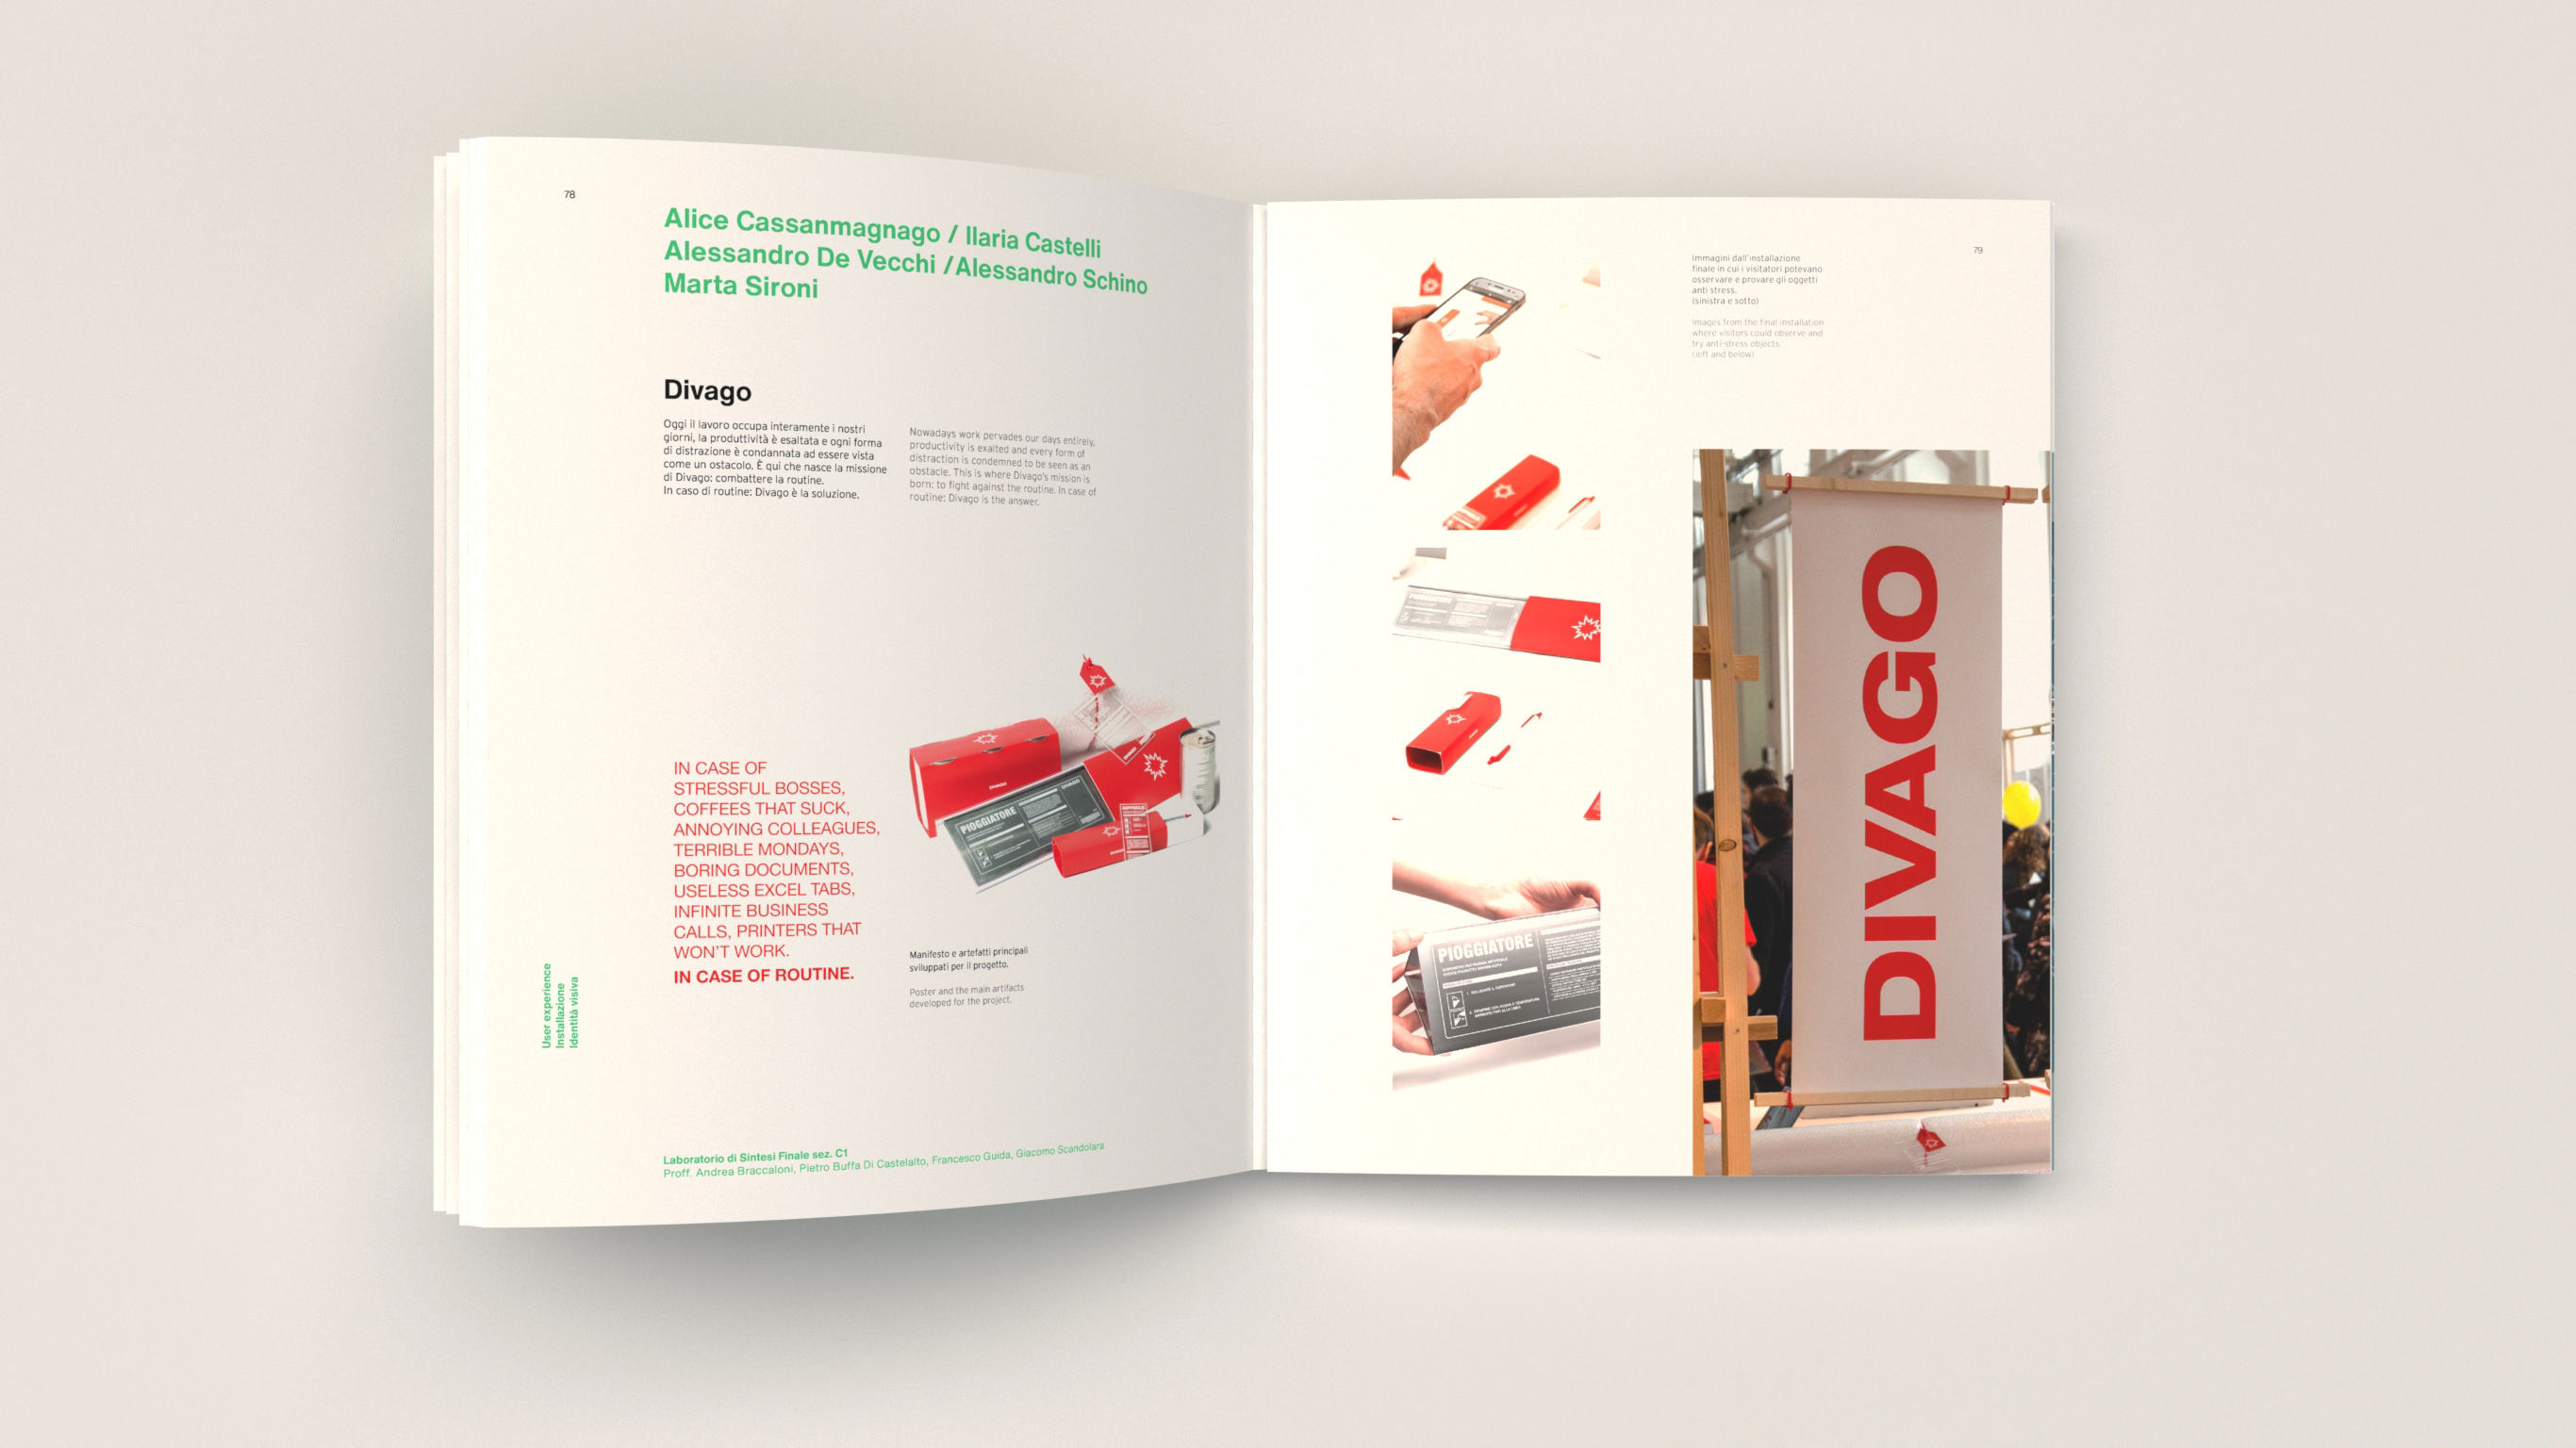 78
Alice Cassanmagnago / Ilaria Castelli
Alessandro De Vecchi /Alessandro Schino
Marta Sironi
Divago
Oggi il lavoro occupa interamente i nostri
giorni, la produttività è esaltata e ogni forma
di distrazione è condannata ad essere vista
come un ostacolo. È qui che nasce la missione
di Divago: combattere la routine.
In caso di routine: Divago è la soluzione.
Nowadays work pervades our days entirely,
productivity is exalted and every form of
distraction is condemned to be seen as an
obstacle. This is where Divago's mission is
born: to fight against the routine. In case of
routine: Divago is the answer.
IN CASE OF
STRESSFUL BOSSES,
COFFEES THAT SUCK,
ANNOYING COLLEAGUES,
TERRIBLE MONDAYS,
BORING DOCUMENTS,
USELESS EXCEL TABS,
INFINITE BUSINESS
CALLS, PRINTERS THAT
WON'T WORK.
IN CASE OF ROUTINE.
PIOGGIATORE
DIVAGO
Manifesto e artefatti principali
sviluppati per il progetto.
Poster and the main artifacts
developed for the project.
User experience
Installazione
Identità visiva
Laboratorio di Sintesi Finale sez. C1
Proff. Andrea Braccaloni, Pietro Buffa Di Castelalto, Francesco Guida, Giacomo Scandolara
79
Immagini dall'installazione
finale in cui i visitatori potevano
osservare e provare gli oggetti
anti stress.
(sinistra e sotto)
Images from the final installation
where visitors could observe and
try anti-stress objects.
(left and below)
PIOGGIATORE
DIVAGO